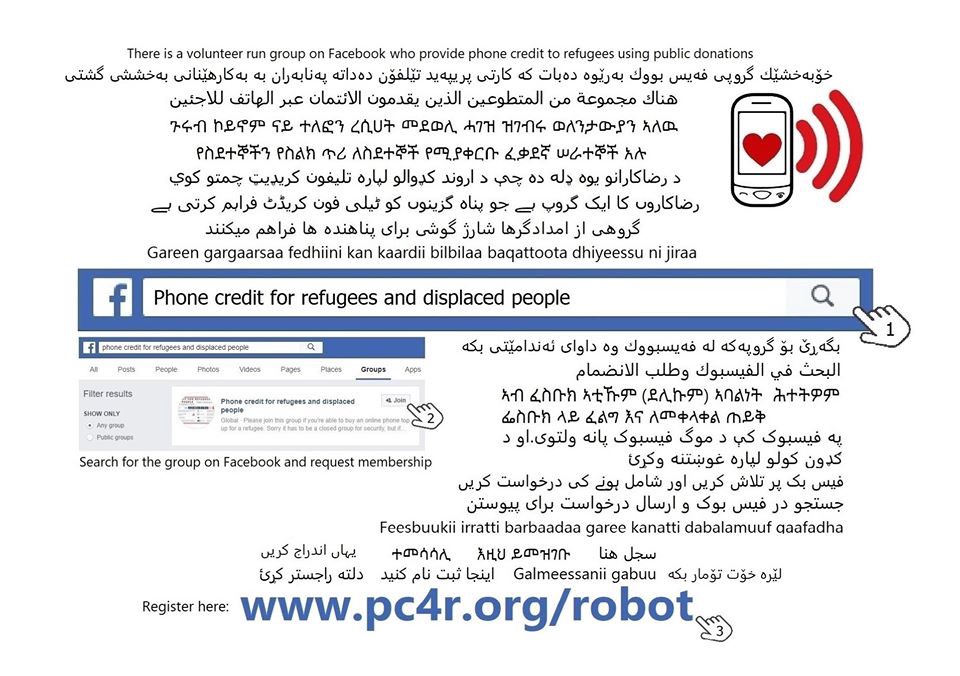 There is a volunteer run group on Facebook who provide phone credit to refugees using public donations
خۆبەخشێك گروپی فەیس بووك بەرێوە دەبات كە كارتی پریپەید تێلفۆن دەداتە پەنابەران بە بەكارهێنانی بەخششی گشتی
هناك مجموعة من المتطوعين الذين يقدمون الائتمان عبر الهاتف للاجئين
ጉሩብ ኮይኖም ናይ ተለፎን ረሲሀት መደወሊ ሓገዝ ዝገብሩ ወለንታውያን ኣለዉ
የስደተኞችን የስልክ ጥሪ ለስደተኞች የሚያቀርቡ ፈቃደኛ ሠራተኞች አሉ
د رضاکارانو یوه ډله ده چې د اروند کډوالو لپاره تلیفون کریډیټ چمتو کوي
رضاکاروں کا ایک گروپ ہے جو پناہ گزینوں کو ٹیلی فون کریڈٹ فراہم کرتی ہے
گروهی از امدادگرها شارژ گوشی برای پناهنده ها فراهم میکنند
Gareen gargaarsaa fedhiini kan kaardii bilbilaa baqattoota dhiyeessu ni jiraa
f Phone credit for refugees and displaced people
1
f phone credit for refugees and displaced people
All Posts People Photos Videos Pages Places Groups Apps
Filter results
SHOW ONLY
Any group
Public groups
Phone credit for refugees and displaced people
Join
Global · Please join this group if you're able to buy an online phone top
up for a refugee. Sorry it has to be a closed group for security, but if...
2
Search for the group on Facebook and request membership
بگەڕێ بۆ گروپەکە لە فەیسبووك وە داوای ئەندامێتی بکە
البحث في الفيسبوك وطلب الانضمام
ኣብ ፈስቡክ ኣቲኹም (ደሊኩም) ኣባልነት ሕተትዎም
ፌስቡክ ላይ ፈልግ እና ለመቀላቀል ጠይቅ
په فیسبوک کې د موگ فیسبوک پانه ولتوی.او د
کډون کولو لپاره غوښتنه وکړئ
فیس بک پر تلاش کریں اور شامل ہونے کی درخواست کریں
جستجو در فیس بوک و ارسال درخواست برای پیوستن
Feesbuukii irratti barbaadaa garee kanatti dabalamuuf gaafadha
یہاں اندراج کریں ተመሳሳሊ እዚህ ይመዝገቡ سجل هنا
دلته راجستر کړئ اینجا ثبت نام کنید Galmeessanii gabuu لێرە خۆت تۆمار بکە
Register here: www.pc4r.org/robot
3